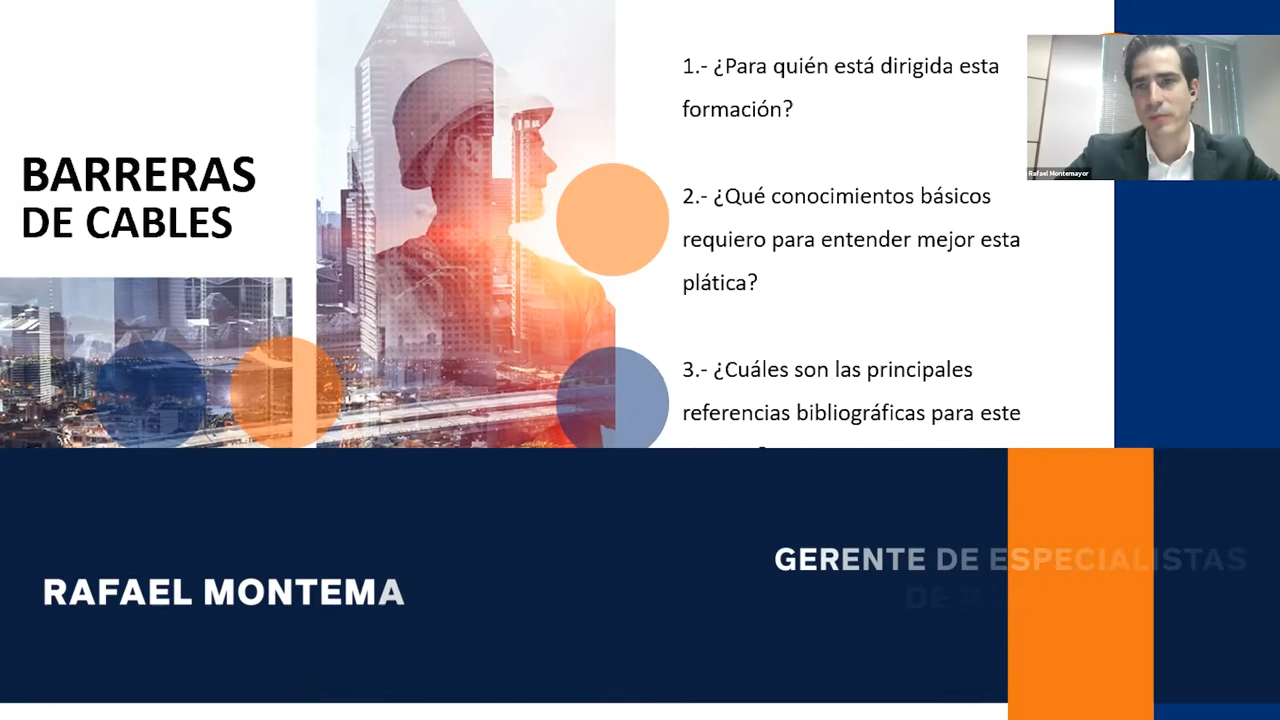 BARRERAS
DE CABLES
1.- ¿Para quién está dirigida esta
formación?
2.- ¿Qué conocimientos básicos
requiero para entender mejor esta
plática?
3.- ¿Cuáles son las principales
referencias bibliográficas para este
Rafael Montemayor
RAFAEL MONTEMA
GERENTE DE ESPECIALISTAS
DE